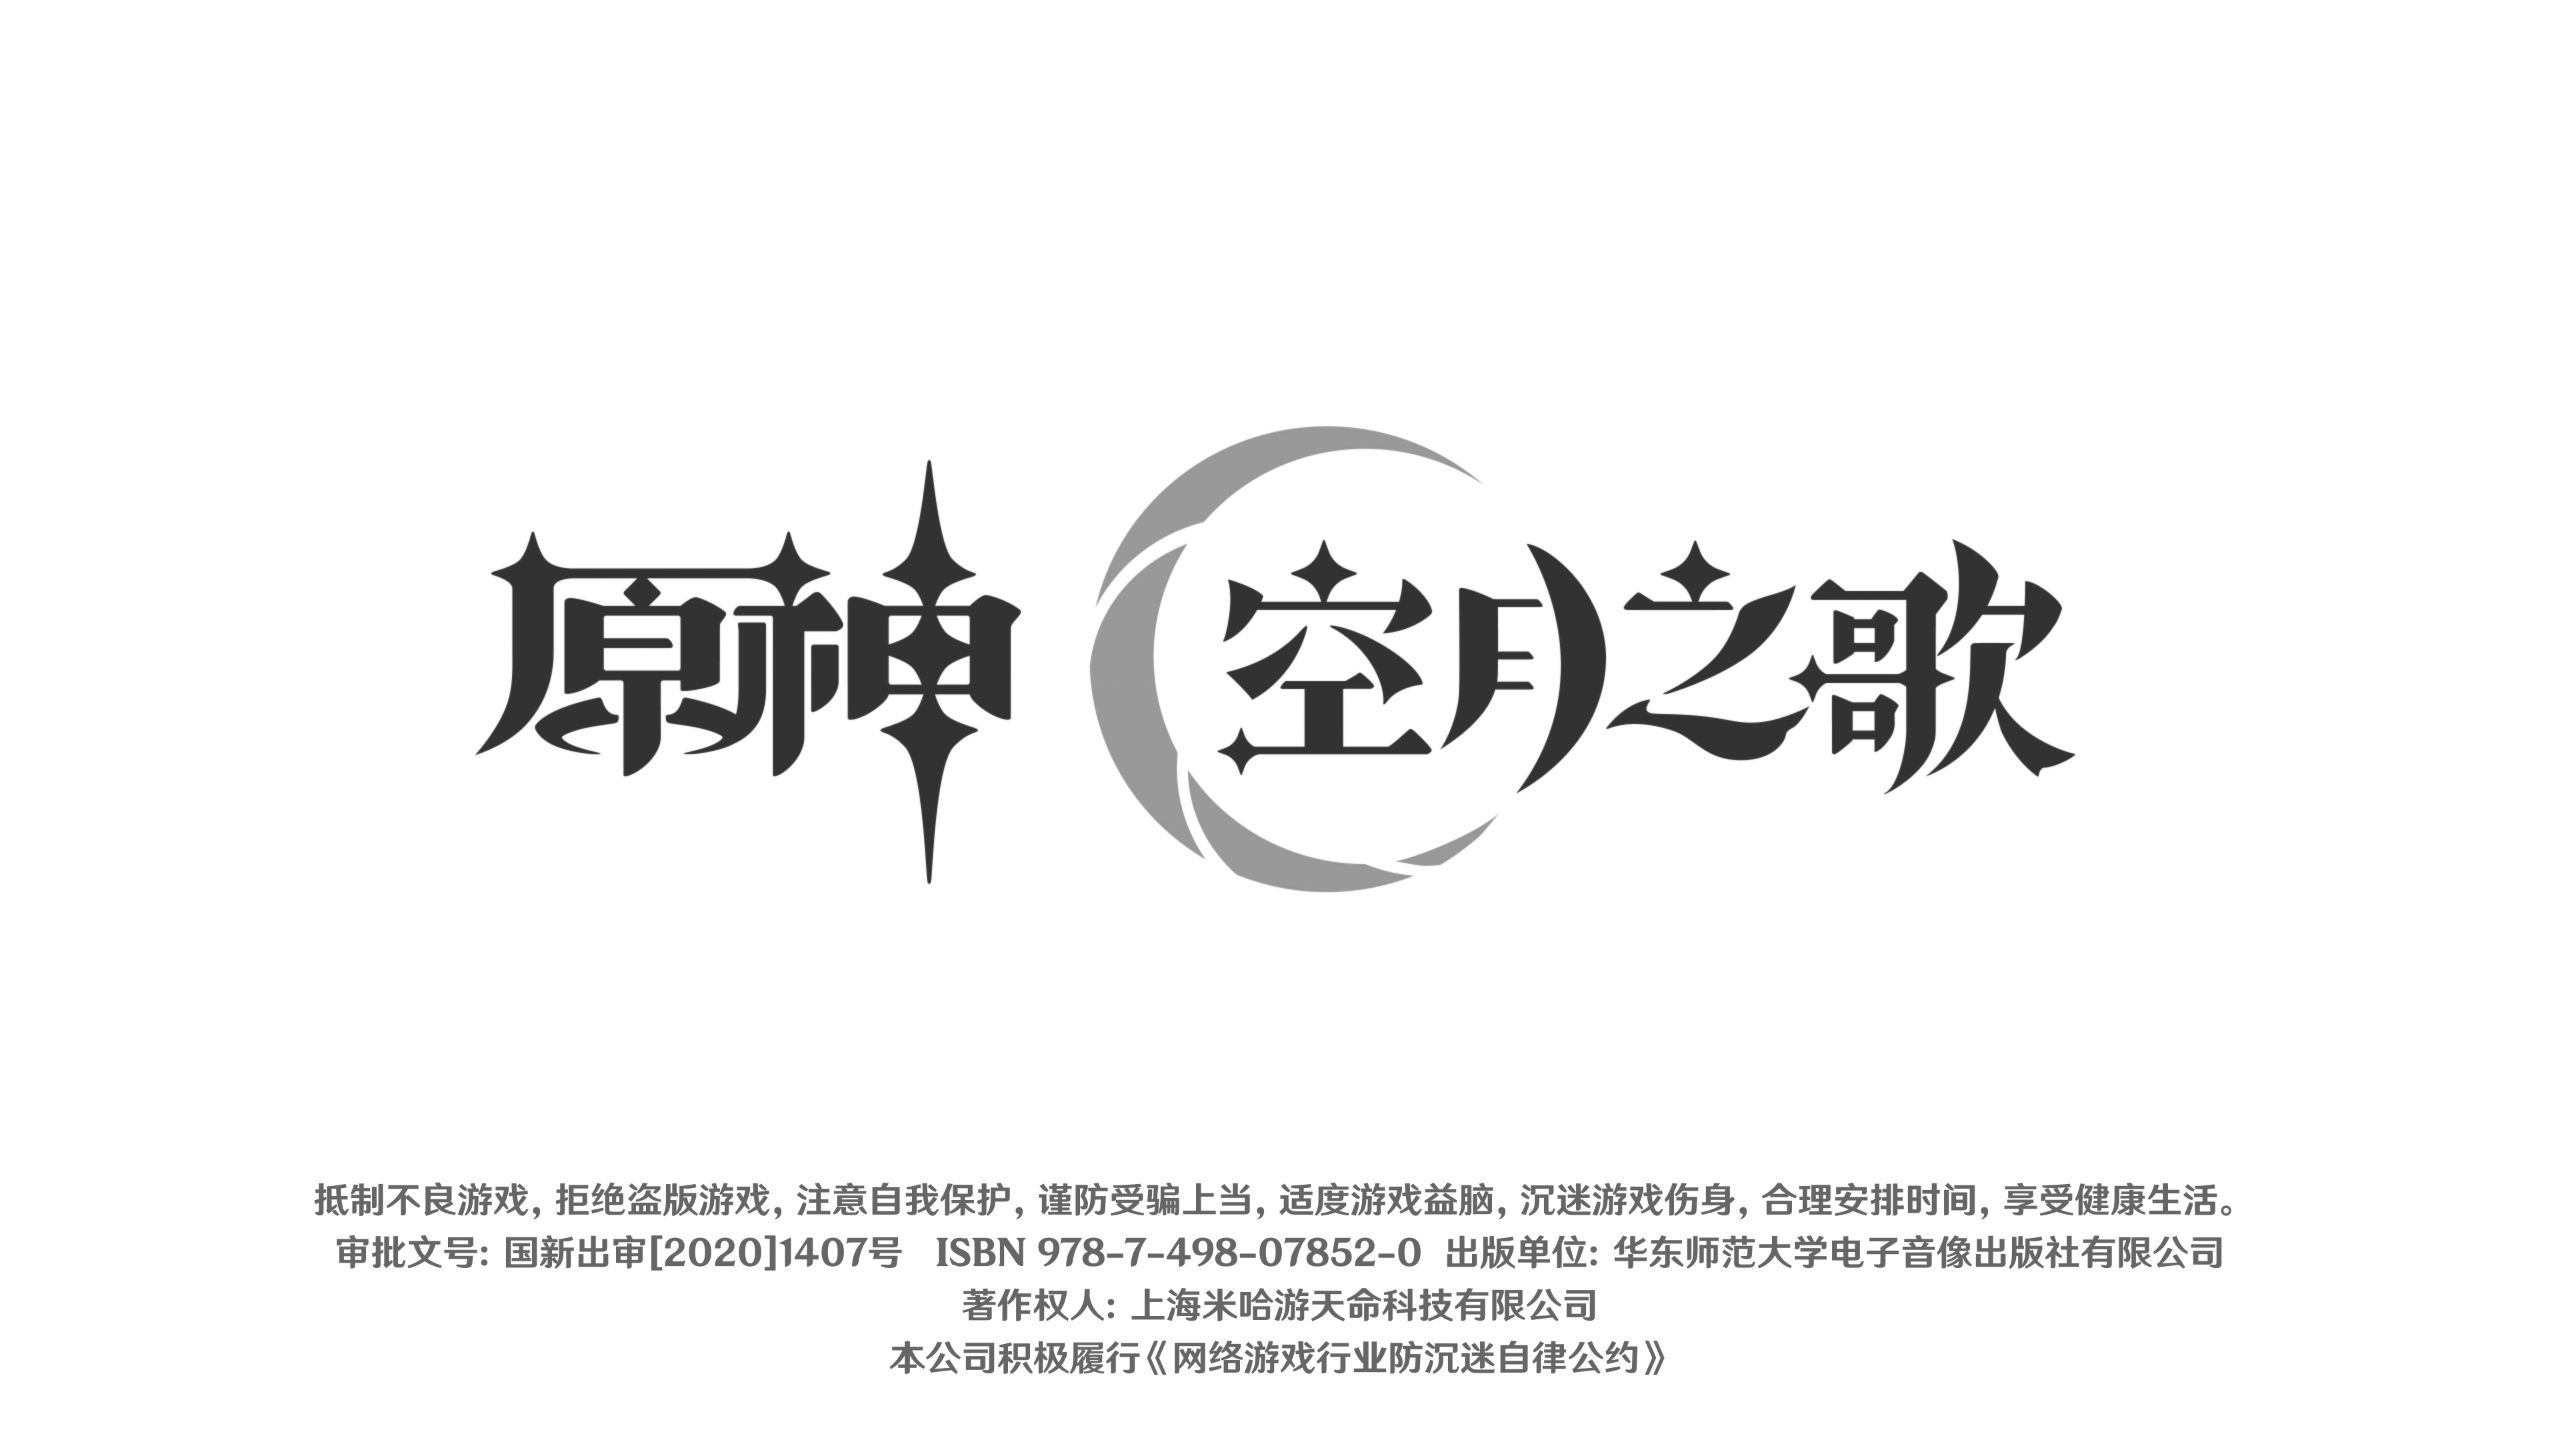 原神 空月之歌
抵制不良游戏，拒绝盗版游戏，注意自我保护，谨防受骗上当，适度游戏益脑，沉迷游戏伤身，合理安排时间，享受健康生活。
审批文号：国新出审[2020]1407号 ISBN 978-7-498-07852-0 出版单位：华东师范大学电子音像出版社有限公司
著作权人：上海米哈游天命科技有限公司
本公司积极履行《网络游戏行业防沉迷自律公约》